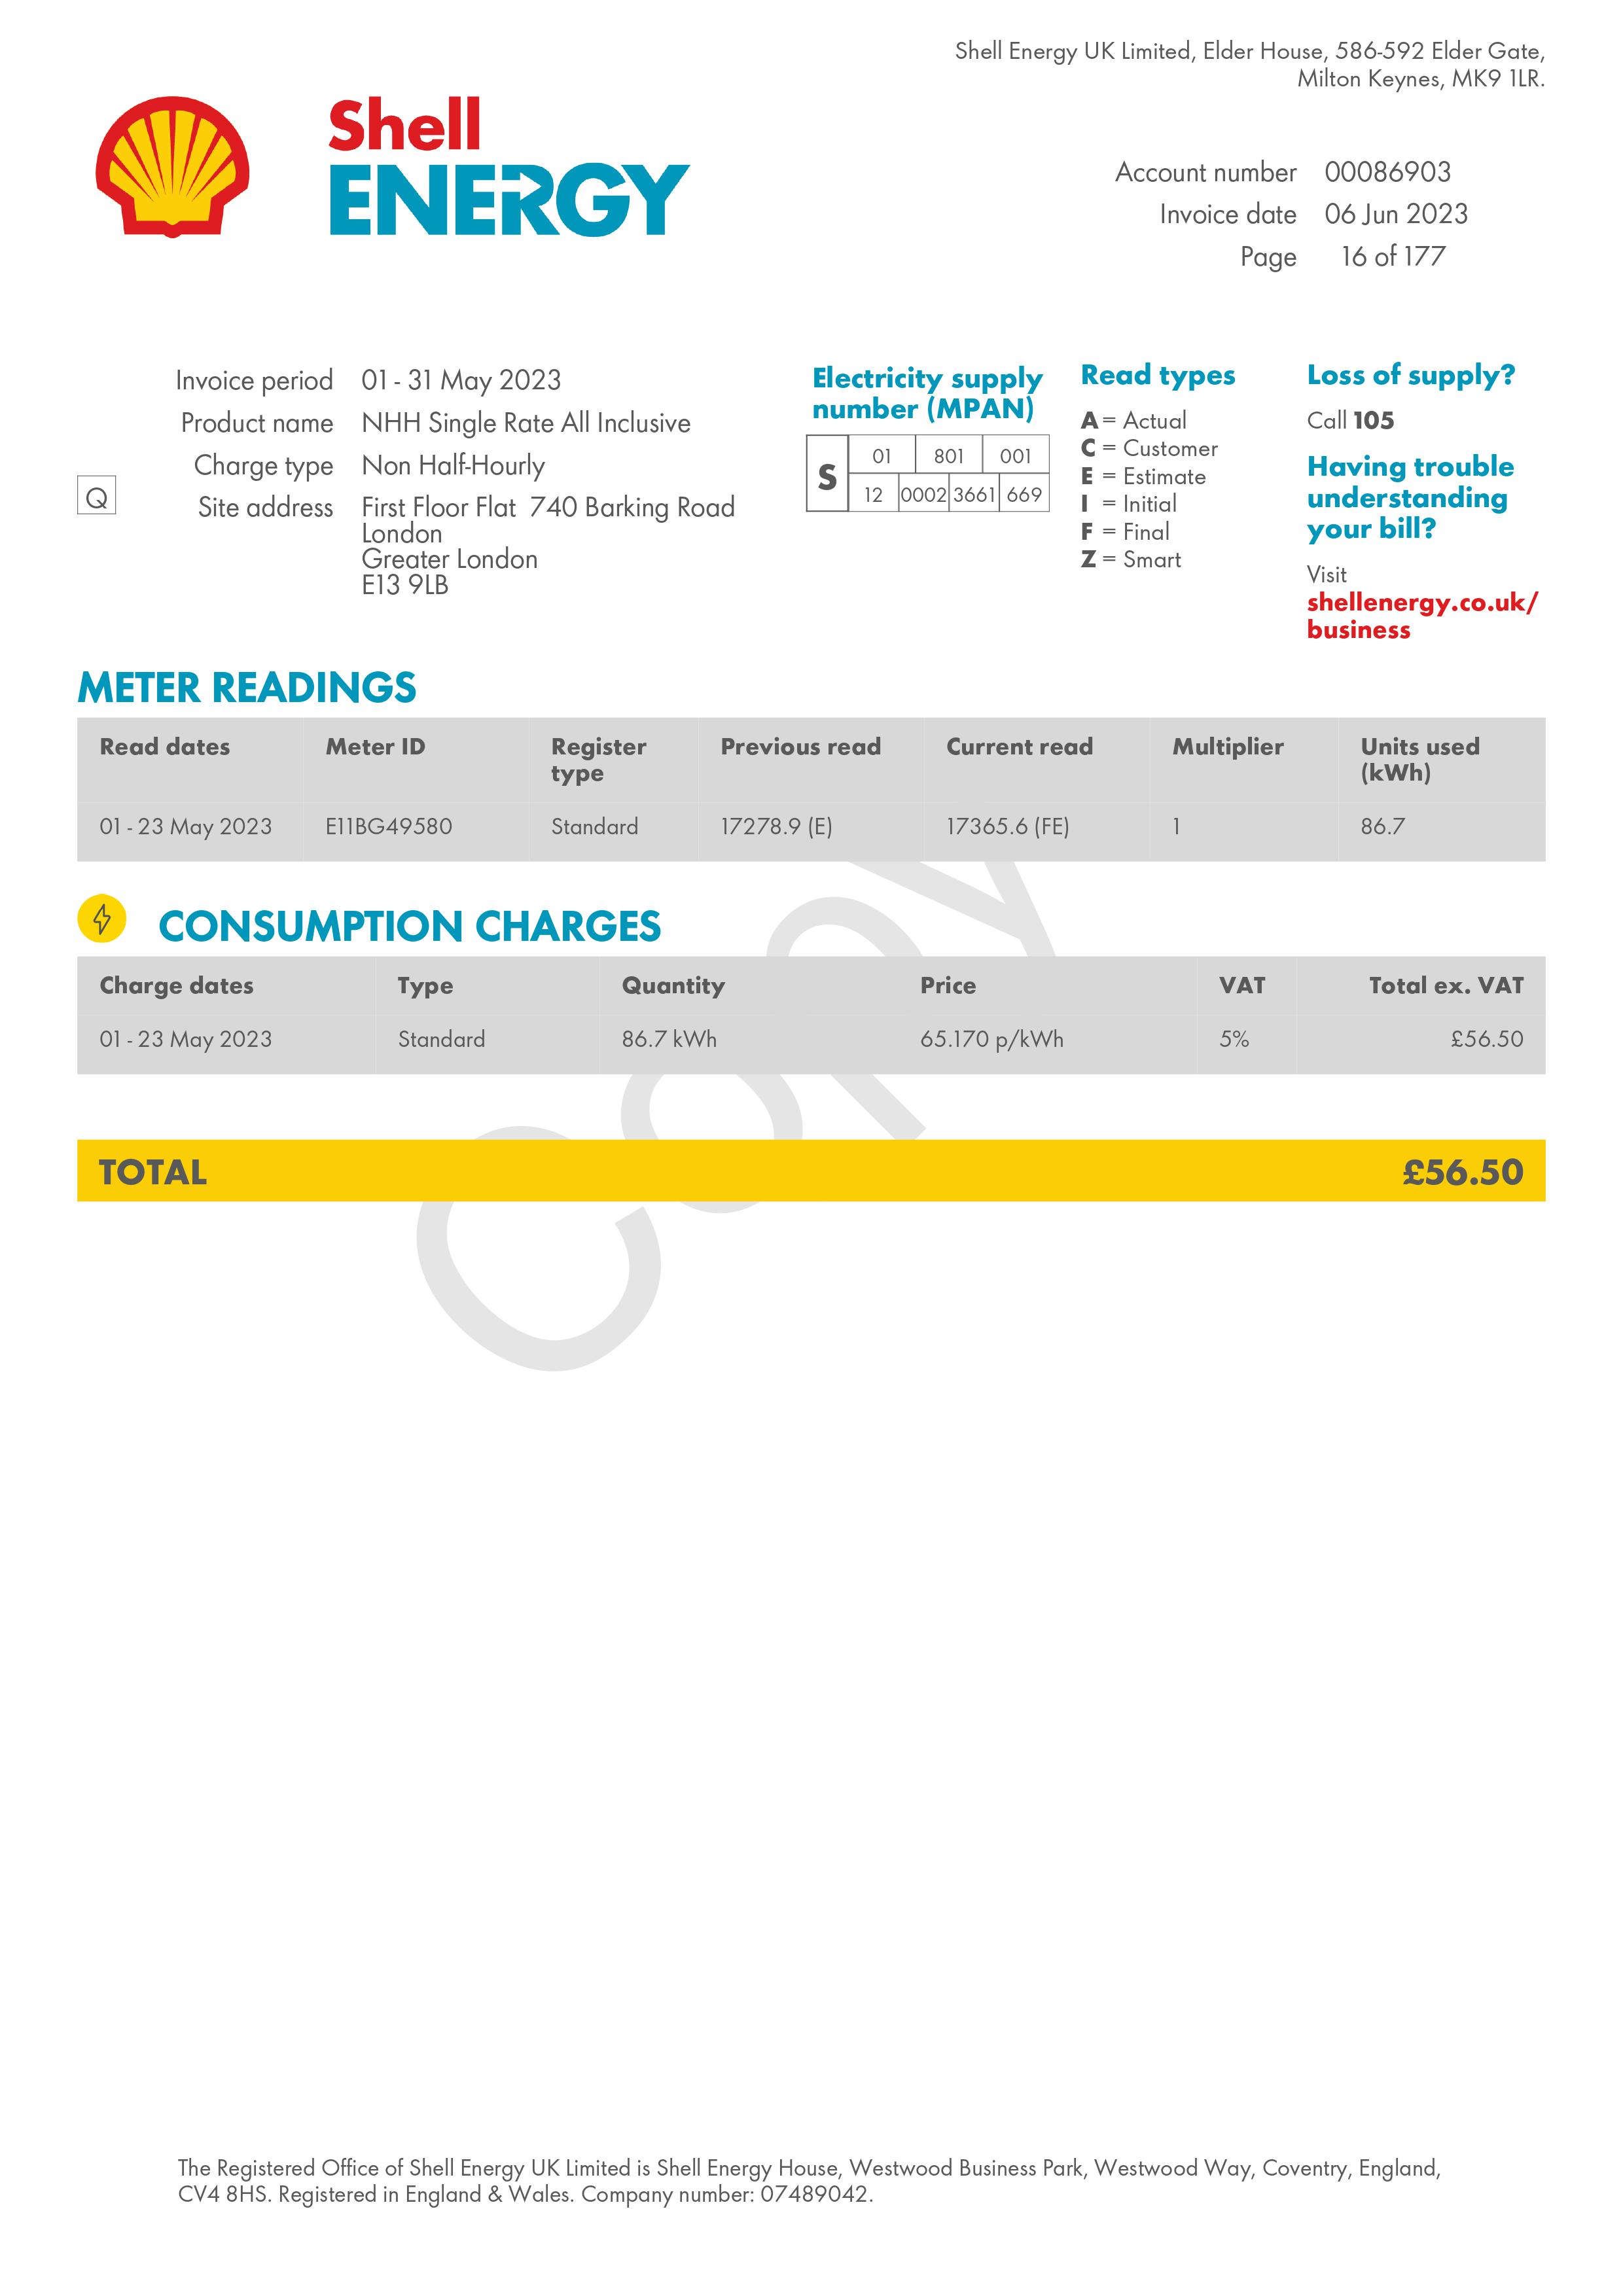 Shell Energy UK Limited, Elder House, 586-592 Elder Gate,
Milton Keynes, MK9 1LR.
Shell
ENERGY
Account number 00086903
Invoice date 06 Jun 2023
Page 16 of 177
Invoice period 01 - 31 May 2023
Product name NHH Single Rate All Inclusive
Charge type Non Half-Hourly
Q
Site address First Floor Flat 740 Barking Road
London
Greater London
E13 9LB
Electricity supply
number (MPAN)
S
01 801 001
12 0002 3661 669
Read types
A = Actual
C = Customer
E = Estimate
I = Initial
F = Final
Z = Smart
Loss of supply?
Call 105
Having trouble
understanding
your bill?
Visit
shellenergy.co.uk/
business
METER READINGS
Read dates Meter ID Register type Previous read Current read Multiplier Units used (kWh)
01 - 23 May 2023 E11BG49580 Standard 17278.9 (E) 17365.6 (FE) 1 86.7
CONSUMPTION CHARGES
Charge dates Type Quantity Price VAT Total ex. VAT
01 - 23 May 2023 Standard 86.7 kWh 65.170 p/kWh 5% £56.50
TOTAL £56.50
Copy
The Registered Office of Shell Energy UK Limited is Shell Energy House, Westwood Business Park, Westwood Way, Coventry, England,
CV4 8HS. Registered in England & Wales. Company number: 07489042.